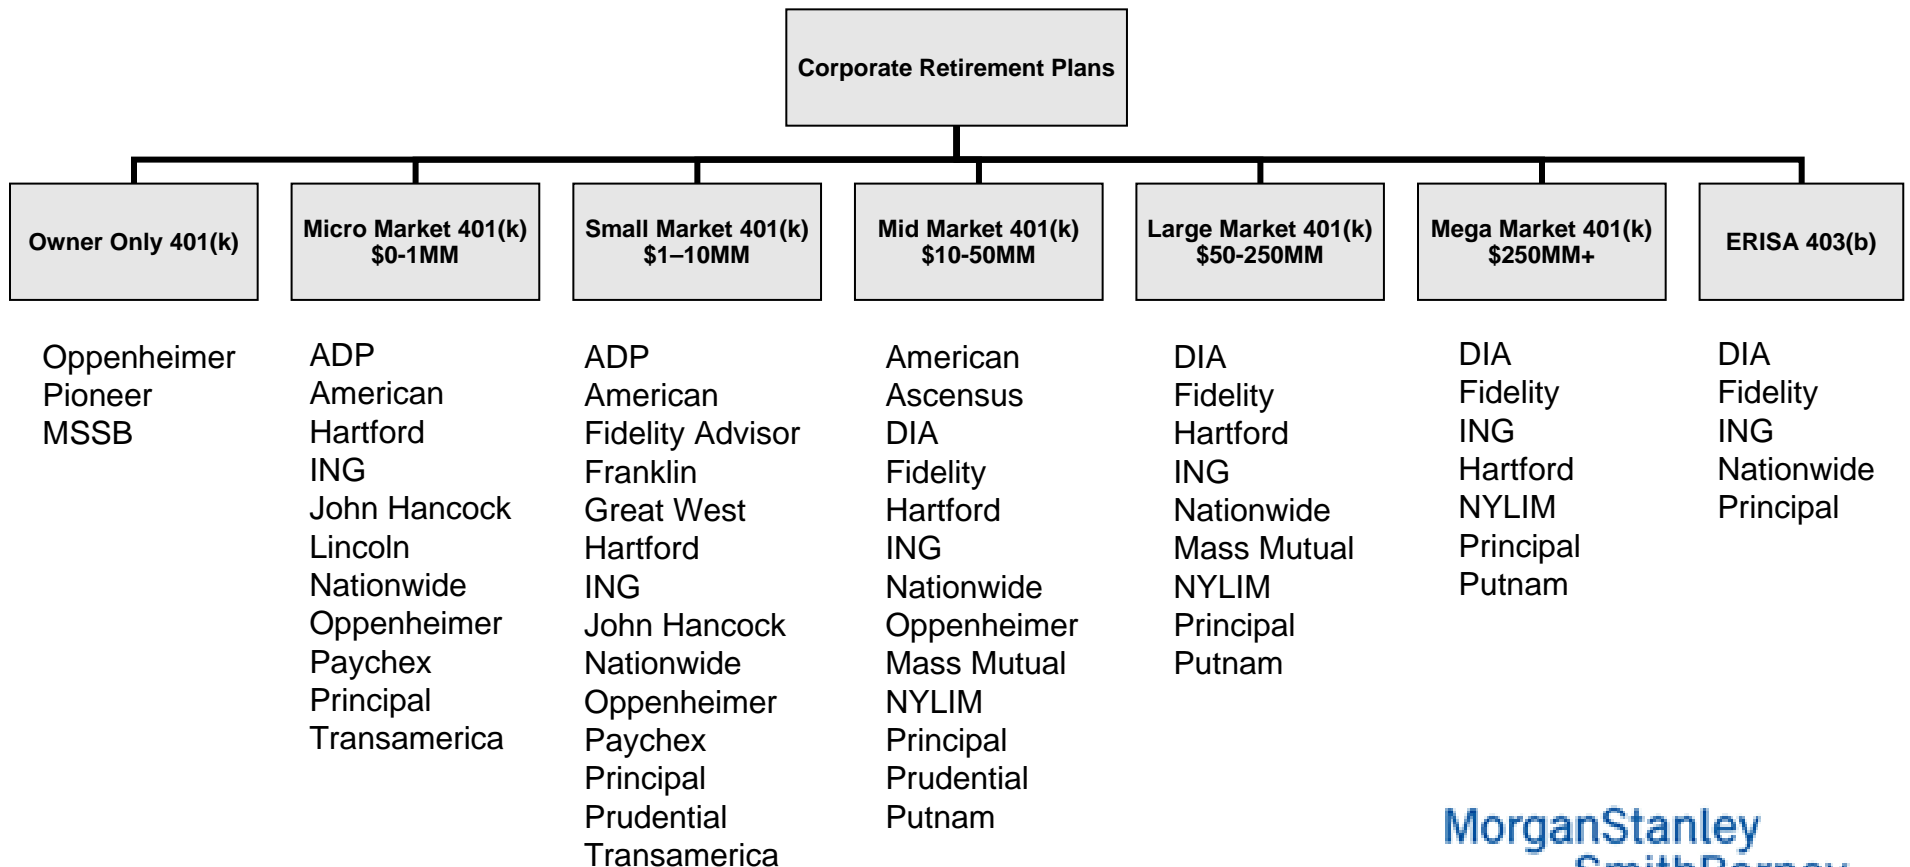 Corporate Retirement Plans
Owner Only 401(k)
Micro Market 401(k)
$0-1MM
Small Market 401(k)
$1–10MM
Mid Market 401(k)
$10-50MM
Large Market 401(k)
$50-250MM
Mega Market 401(k)
$250MM+
ERISA 403(b)
Oppenheimer
Pioneer
MSSB
ADP
American
Hartford
ING
John Hancock
Lincoln
Nationwide
Oppenheimer
Paychex
Principal
Transamerica
ADP
American
Fidelity Advisor
Franklin
Great West
Hartford
ING
John Hancock
Nationwide
Oppenheimer
Paychex
Principal
Prudential
Transamerica
American
Ascensus
DIA
Fidelity
Hartford
ING
Nationwide
Oppenheimer
Mass Mutual
NYLIM
Principal
Prudential
Putnam
DIA
Fidelity
Hartford
ING
Nationwide
Mass Mutual
NYLIM
Principal
Putnam
DIA
Fidelity
ING
Hartford
NYLIM
Principal
Putnam
DIA
Fidelity
ING
Nationwide
Principal
MorganStanley
SmithBarney